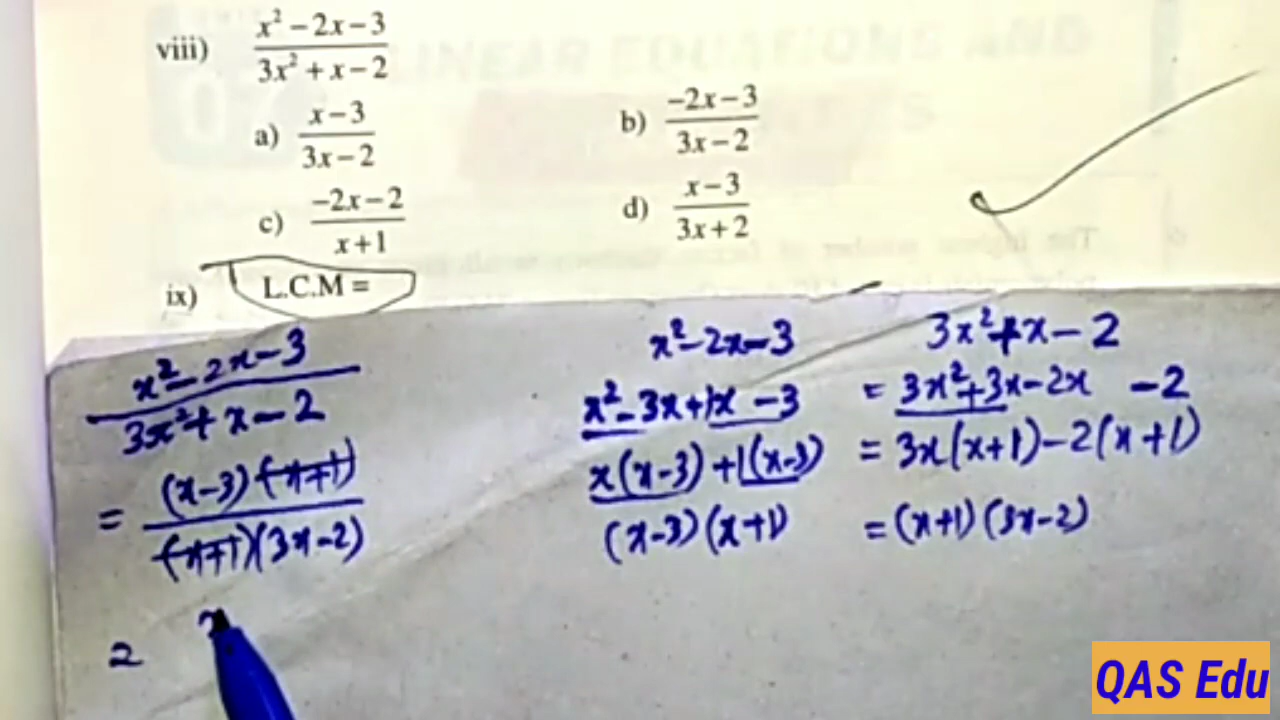 viii) x² − 2x − 3 / 3x² + x − 2
a) x − 3 / 3x − 2 b) −2x − 3 / 3x − 2
c) −2x − 2 / x + 1 d) x − 3 / 3x + 2
ix) L.C.M =
x² − 2x − 3 / 3x² + x − 2
= (x−3)(x+1) / (x+1)(3x−2)
=
x² − 2x − 3
x² − 3x + 1x − 3
x(x−3) + 1(x−3)
(x−3)(x+1)
3x² + x − 2
= 3x² + 3x − 2x − 2
= 3x(x+1) − 2(x+1)
= (x+1)(3x−2)
QAS Edu